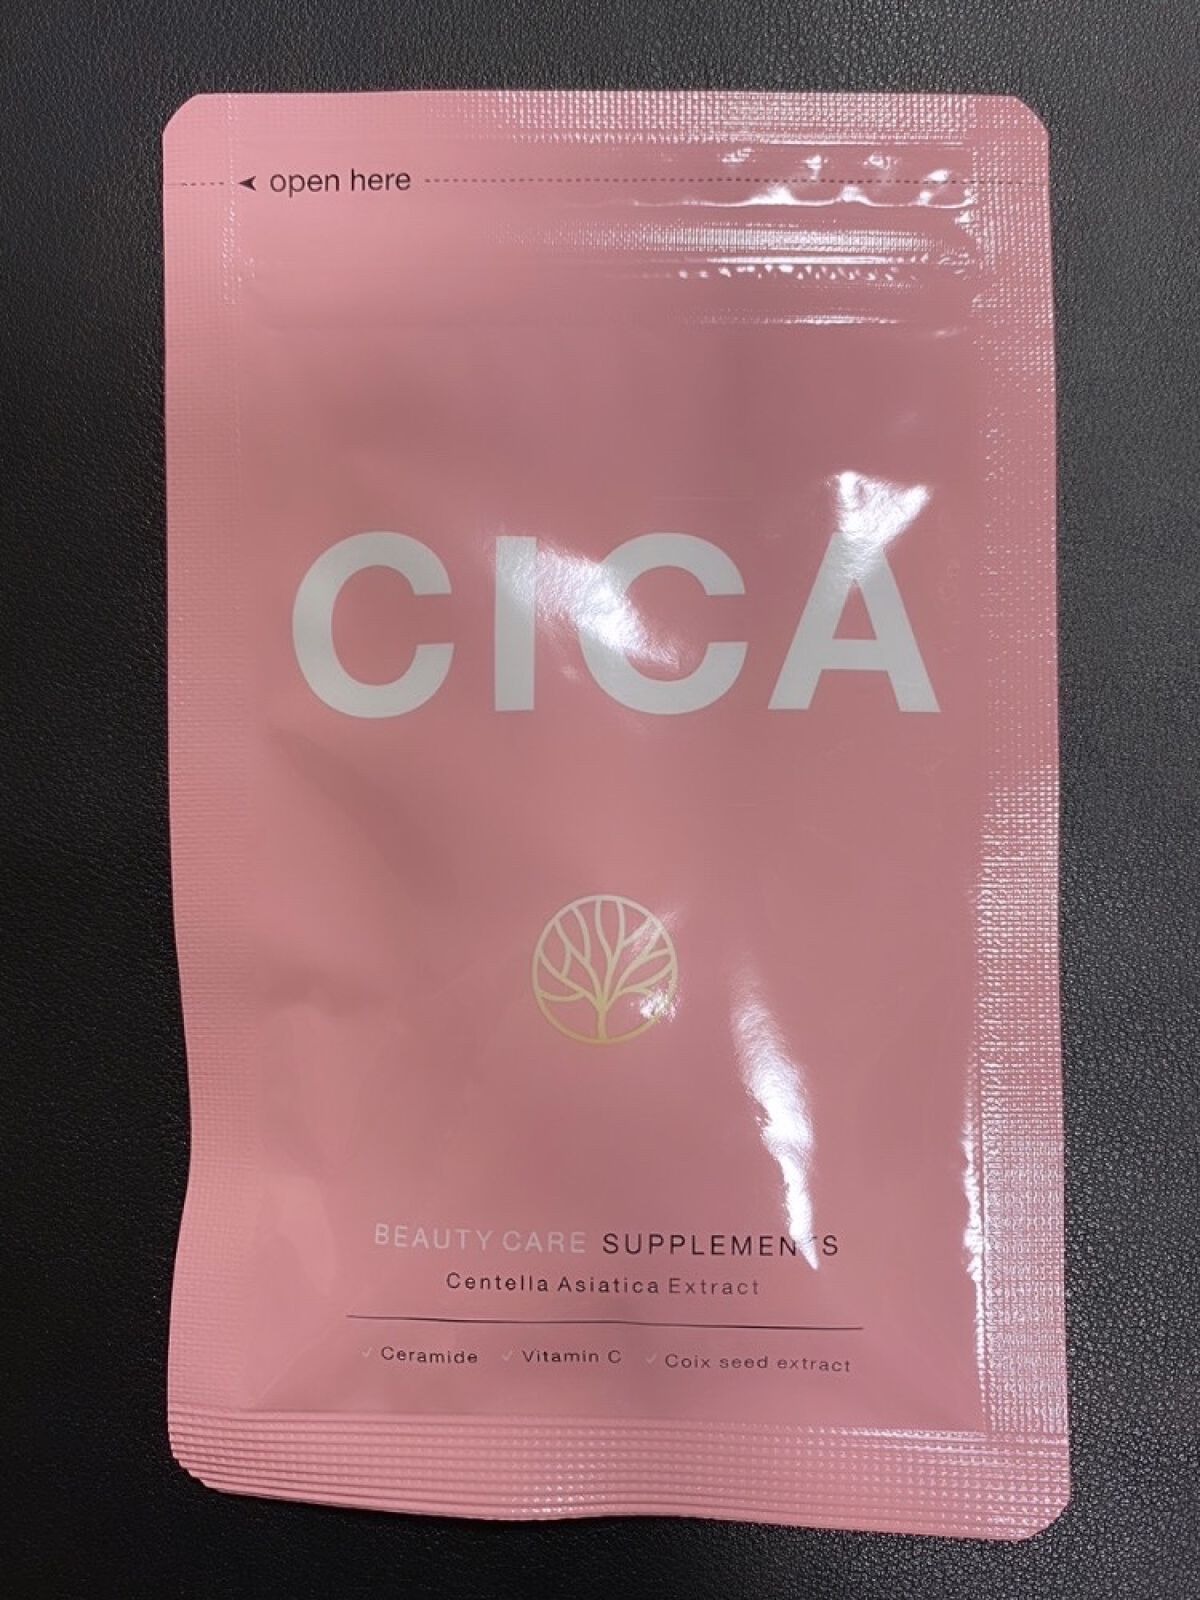 open here
CICA
BEAUTY CARE SUPPLEMENTS
Centella Asiatica Extract
Ceramide Vitamin C Coix seed extract